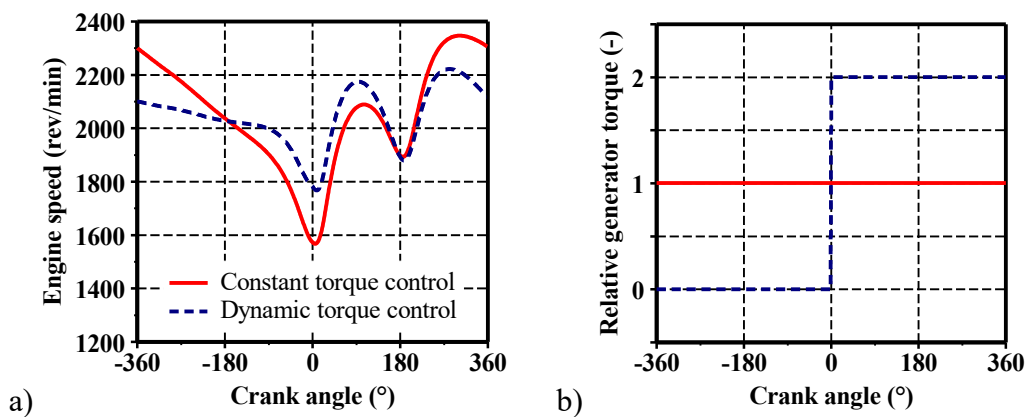 2400
2200
2000
1800
1600
1400
1200
Engine speed (rev/min)
Constant torque control
Dynamic torque control
-360 -180 0 180 360
Crank angle (°)
a)
2
1
0
Relative generator torque (-)
-360 -180 0 180 360
Crank angle (°)
b)